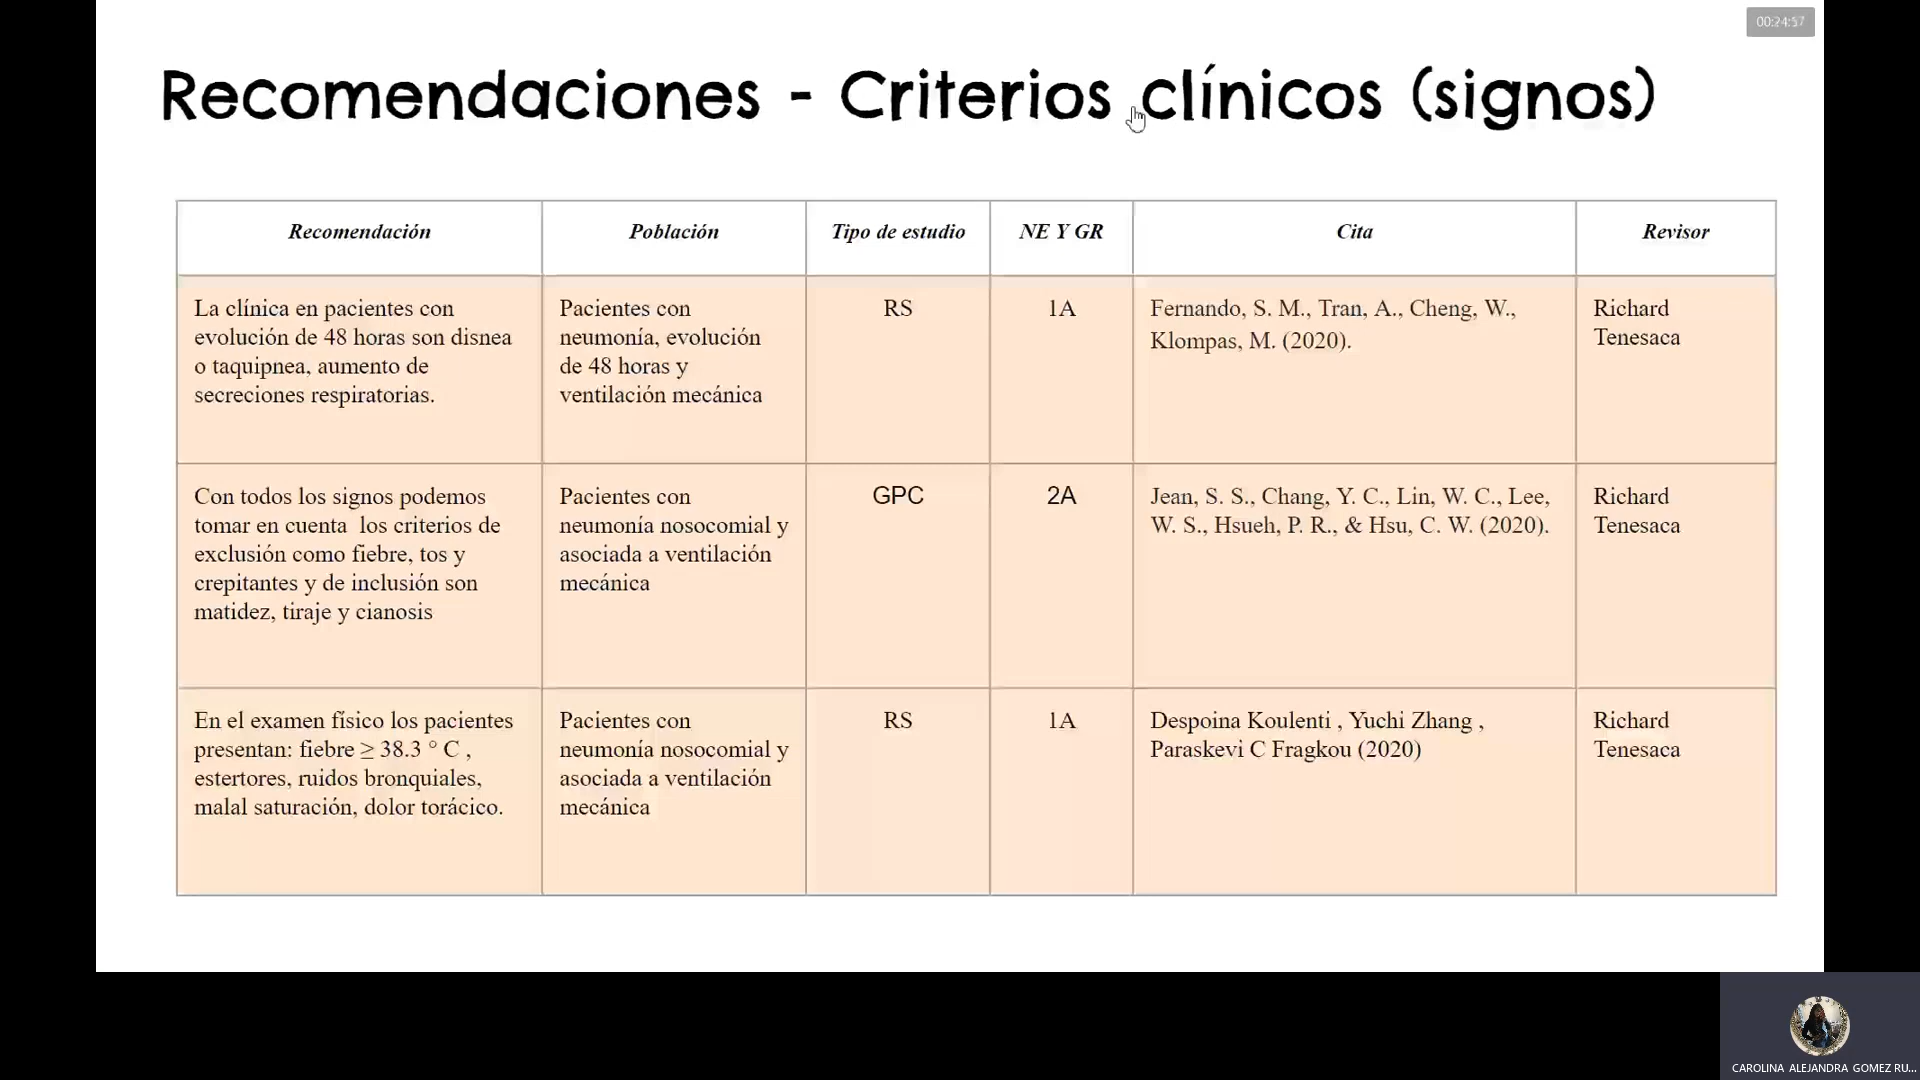 00:24:57
Recomendaciones - Criterios clínicos (signos)
Recomendación
Población
Tipo de estudio
NE Y GR
Cita
Revisor
La clínica en pacientes con
evolución de 48 horas son disnea
o taquipnea, aumento de
secreciones respiratorias.
Pacientes con
neumonía, evolución
de 48 horas y
ventilación mecánica
RS
1A
Fernando, S. M., Tran, A., Cheng, W.,
Klompas, M. (2020).
Richard
Tenesaca
Con todos los signos podemos
tomar en cuenta los criterios de
exclusión como fiebre, tos y
crepitantes y de inclusión son
matidez, tiraje y cianosis
Pacientes con
neumonía nosocomial y
asociada a ventilación
mecánica
GPC
2A
Jean, S. S., Chang, Y. C., Lin, W. C., Lee,
W. S., Hsueh, P. R., & Hsu, C. W. (2020).
Richard
Tenesaca
En el examen físico los pacientes
presentan: fiebre ≥ 38.3 ° C ,
estertores, ruidos bronquiales,
malal saturación, dolor torácico.
Pacientes con
neumonía nosocomial y
asociada a ventilación
mecánica
RS
1A
Despoina Koulenti , Yuchi Zhang ,
Paraskevi C Fragkou (2020)
Richard
Tenesaca
CAROLINA ALEJANDRA GOMEZ RU...